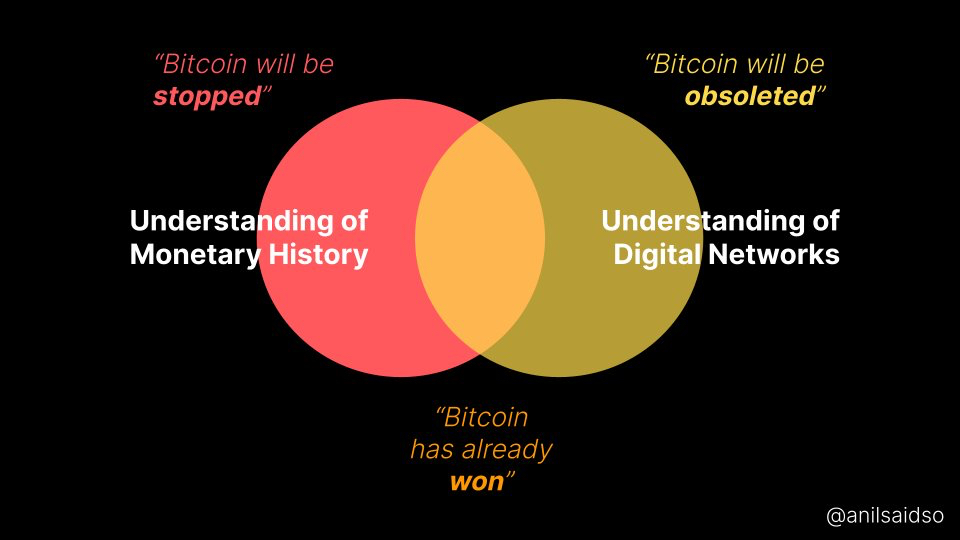 “Bitcoin will be
stopped”
“Bitcoin will be
obsoleted”
Understanding of
Monetary History
Understanding of
Digital Networks
“Bitcoin
has already
won”
@anilsaidso